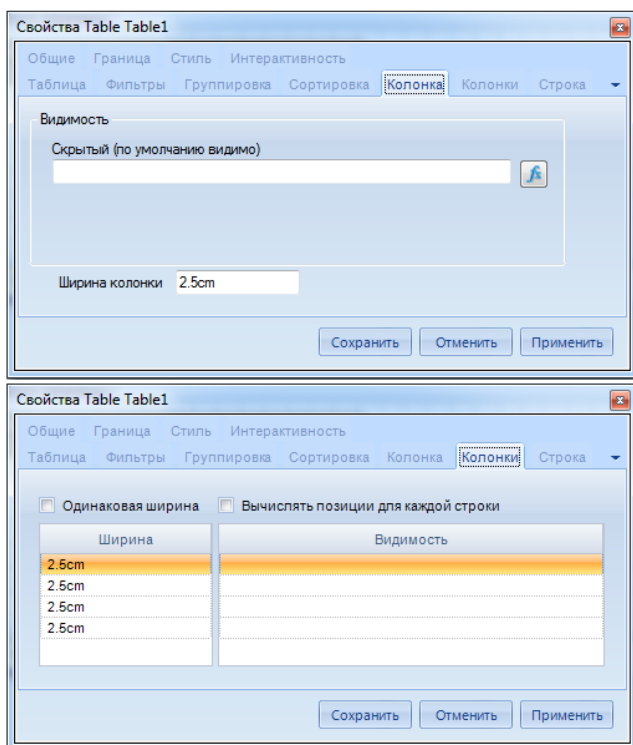 Свойства Table Table1
Общие Граница Стиль Интерактивность
Таблица Фильтры Группировка Сортировка Колонка Колонки Строка
Видимость
Скрытый (по умолчанию видимо)
fx
Ширина колонки 2.5cm
Сохранить Отменить Применить
Свойства Table Table1
Общие Граница Стиль Интерактивность
Таблица Фильтры Группировка Сортировка Колонка Колонки Строка
Одинаковая ширина Вычислять позиции для каждой строки
Ширина Видимость
2.5cm
2.5cm
2.5cm
2.5cm
Сохранить Отменить Применить